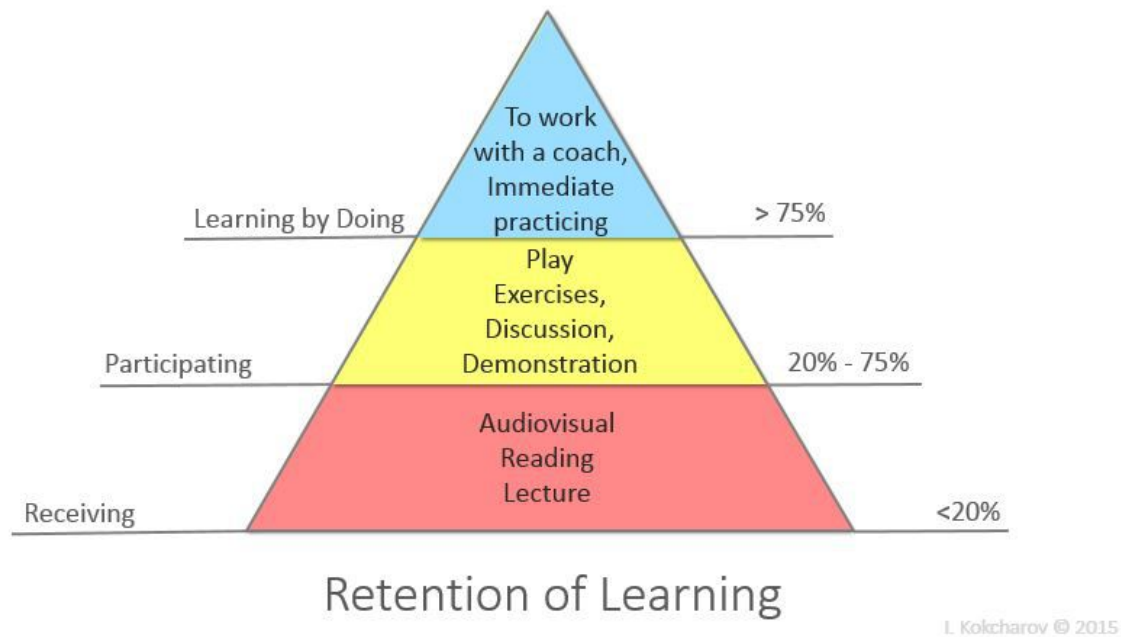 To work
with a coach,
Immediate
practicing
Learning by Doing
> 75%
Play
Exercises,
Discussion,
Demonstration
Participating
20% - 75%
Audiovisual
Reading
Lecture
Receiving
<20%
Retention of Learning
I. Kokcharov © 2015